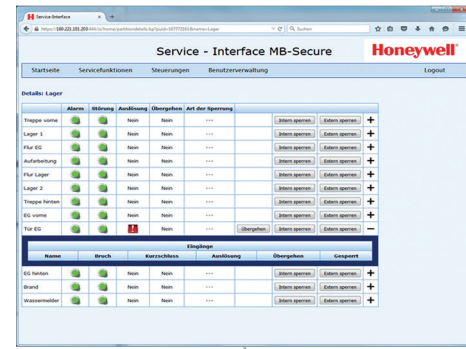 Service-Interface
Suchen
Service - Interface MB-Secure
Honeywell
Startseite Servicefunktionen Steuerungen Benutzerverwaltung Logout
Details: Lager
Alarm Störung Auslösung Übergehen Art der Sperrung
Treppe vorne Nein Nein --- Intern sperren Extern sperren +
Lager 1 Nein Nein --- Intern sperren Extern sperren +
Flur EG Nein Nein --- Intern sperren Extern sperren +
Aufarbeitung Nein Nein --- Intern sperren Extern sperren +
Flur Lager Nein Nein --- Intern sperren Extern sperren +
Lager 2 Nein Nein --- Intern sperren Extern sperren +
Treppe hinten Nein Nein --- Intern sperren Extern sperren +
EG vorne Nein Nein --- Intern sperren Extern sperren +
Tür EG ! Nein --- Übergehen Intern sperren Extern sperren −
Eingänge
Name Bruch Kurzschluss Auslösung Übergehen Gesperrt
EG hinten Nein Nein --- Intern sperren Extern sperren +
Brand Nein Nein --- Intern sperren Extern sperren +
Wassermelder Nein Nein --- Intern sperren Extern sperren +